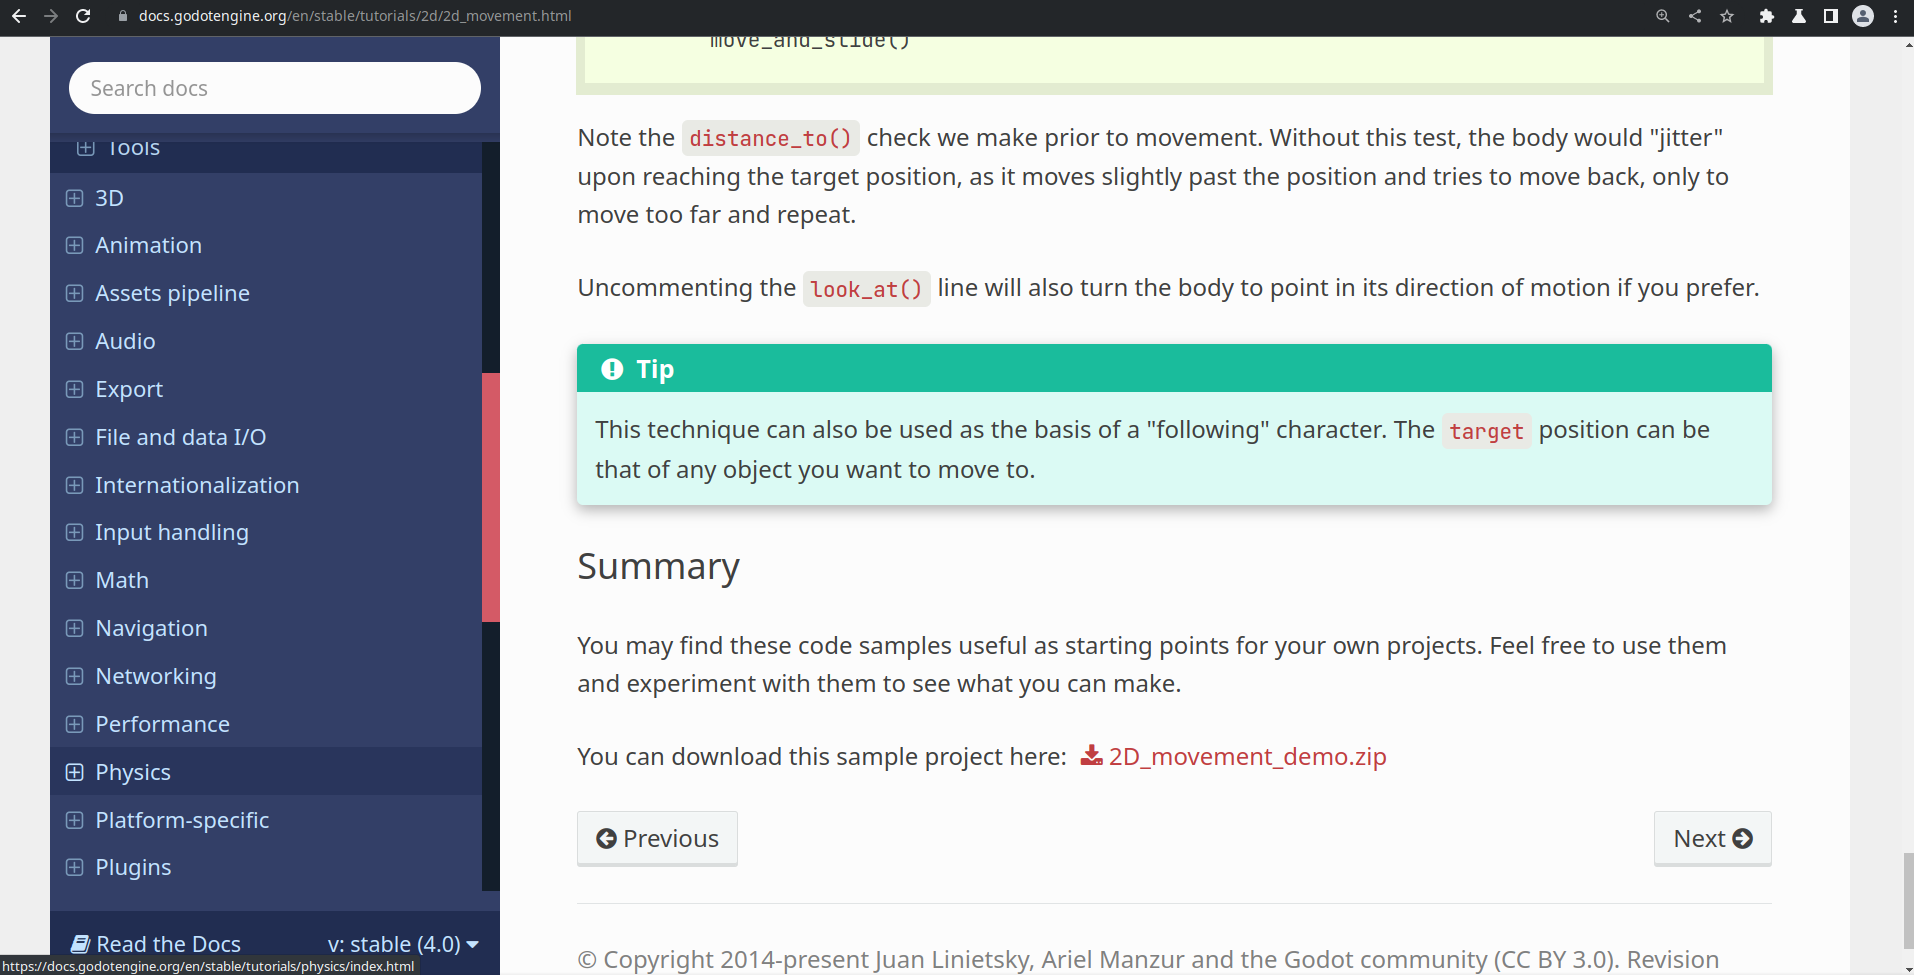 docs.godotengine.org/en/stable/tutorials/2d/2d_movement.html
Search docs
Tools
3D
Animation
Assets pipeline
Audio
Export
File and data I/O
Internationalization
Input handling
Math
Navigation
Networking
Performance
Physics
Platform-specific
Plugins
Read the Docs v: stable (4.0)
https://docs.godotengine.org/en/stable/tutorials/physics/index.html
move_and_slide()
Note the distance_to() check we make prior to movement. Without this test, the body would "jitter"
upon reaching the target position, as it moves slightly past the position and tries to move back, only to
move too far and repeat.
Uncommenting the look_at() line will also turn the body to point in its direction of motion if you prefer.
Tip
This technique can also be used as the basis of a "following" character. The target position can be
that of any object you want to move to.
Summary
You may find these code samples useful as starting points for your own projects. Feel free to use them
and experiment with them to see what you can make.
You can download this sample project here: 2D_movement_demo.zip
Previous
Next
© Copyright 2014-present Juan Linietsky, Ariel Manzur and the Godot community (CC BY 3.0). Revision